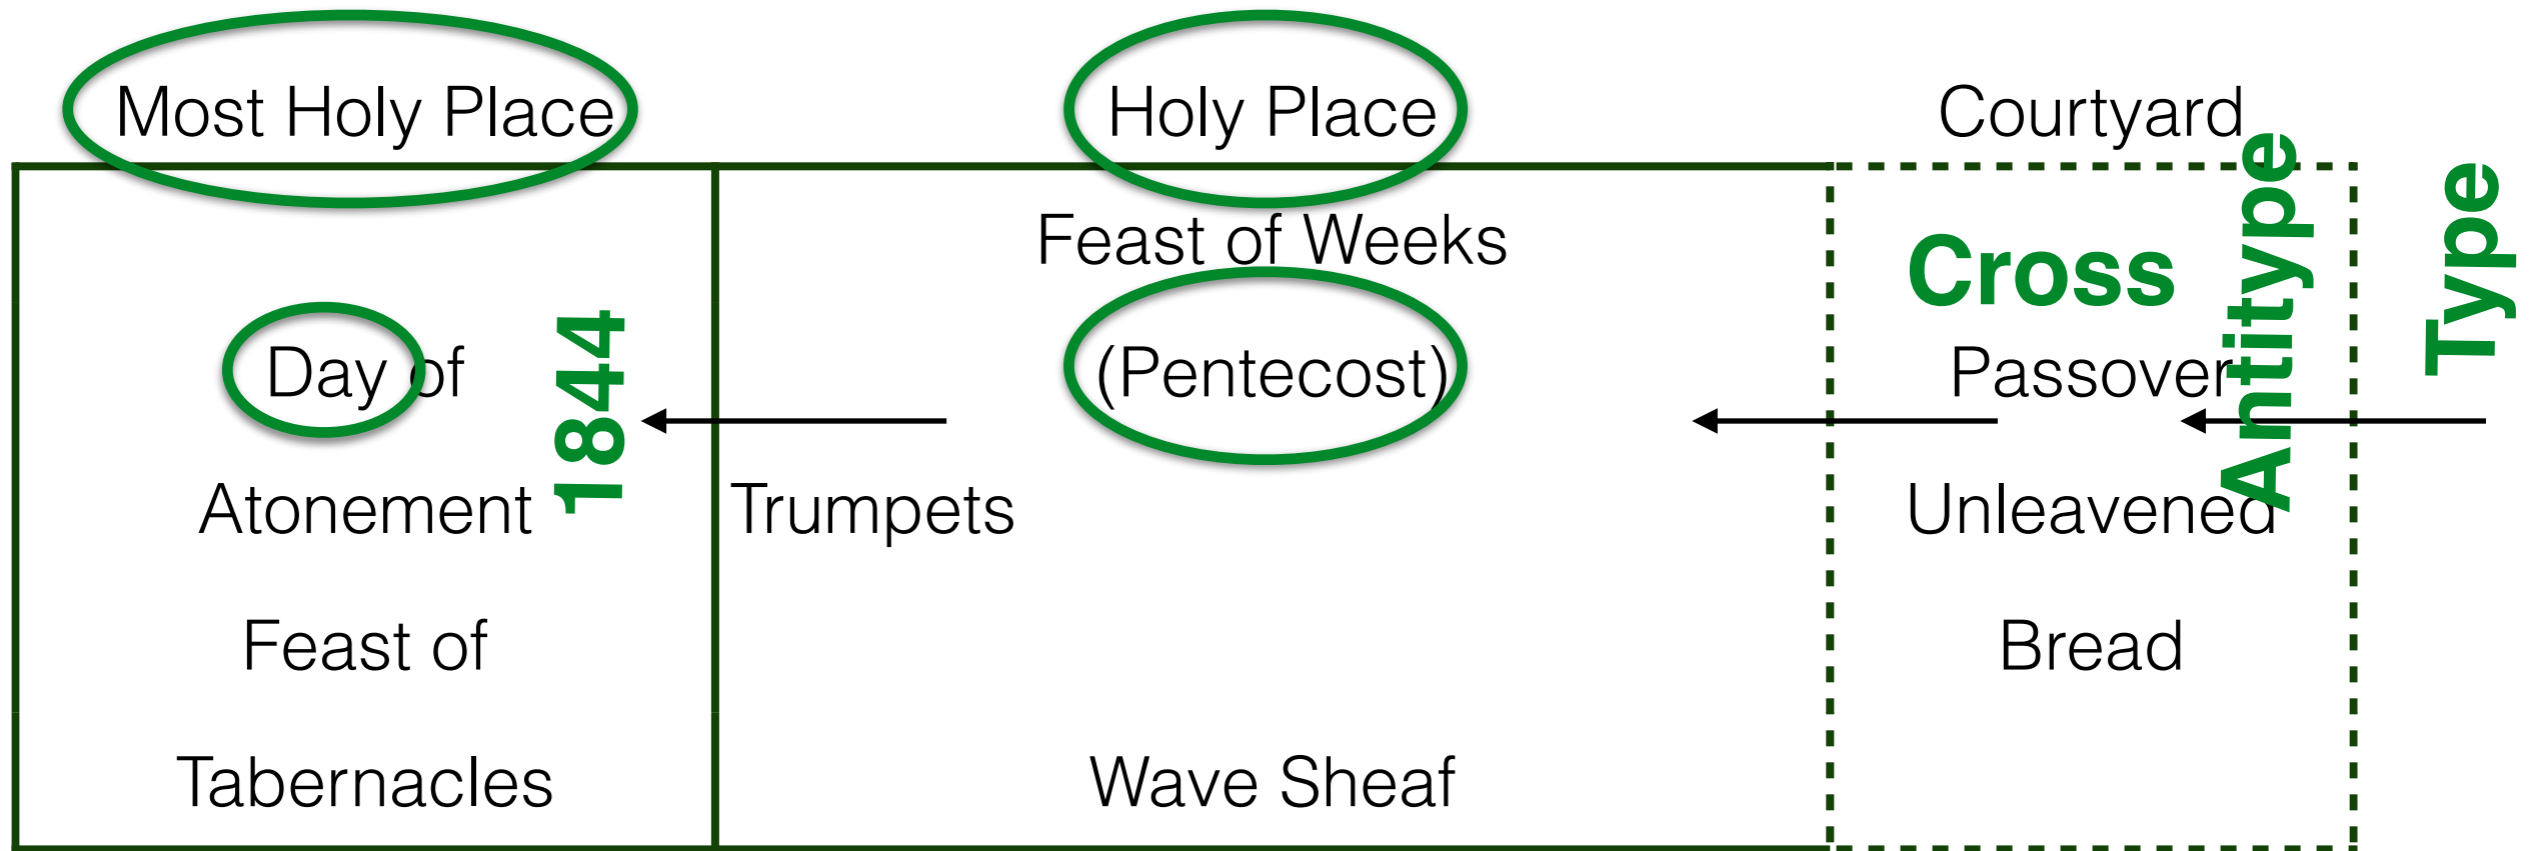 Most Holy Place
Holy Place
Courtyard
Feast of Weeks
Cross
Antitype
Type
Day of
1844
(Pentecost)
Passover
Atonement
Trumpets
Unleavened
Feast of
Bread
Tabernacles
Wave Sheaf